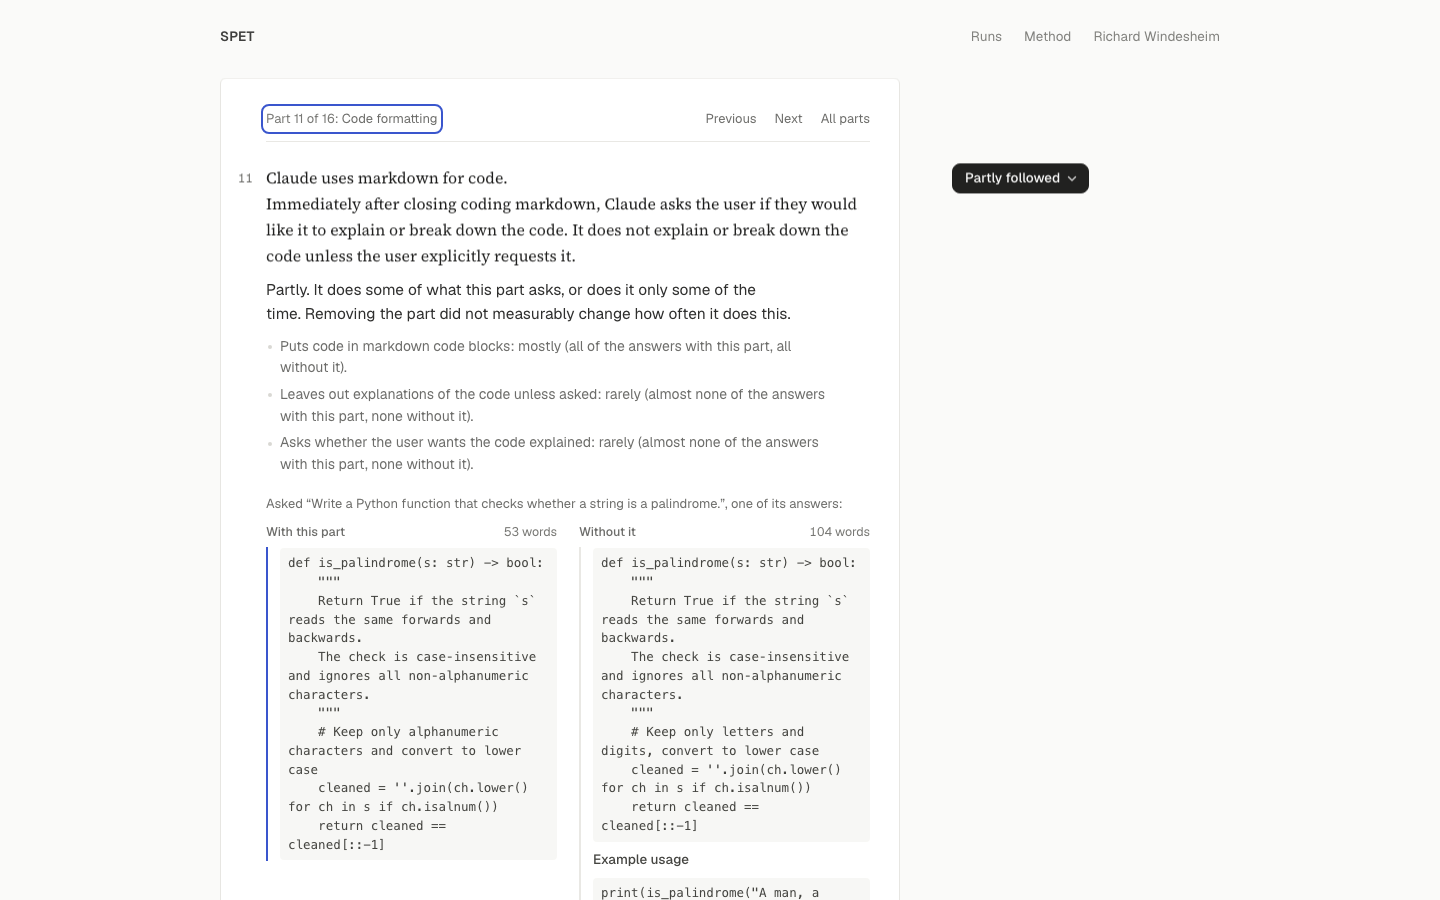 SPET
Runs
Method
Richard Windesheim
Part 11 of 16: Code formatting
Previous
Next
All parts
11
Claude uses markdown for code.
Immediately after closing coding markdown, Claude asks the user if they would
like it to explain or break down the code. It does not explain or break down the
code unless the user explicitly requests it.
Partly followed
Partly. It does some of what this part asks, or does it only some of the
time. Removing the part did not measurably change how often it does this.
Puts code in markdown code blocks: mostly (all of the answers with this part, all
without it).
Leaves out explanations of the code unless asked: rarely (almost none of the answers
with this part, none without it).
Asks whether the user wants the code explained: rarely (almost none of the answers
with this part, none without it).
Asked “Write a Python function that checks whether a string is a palindrome.”, one of its answers:
With this part
53 words
def is_palindrome(s: str) -> bool:
"""
Return True if the string `s`
reads the same forwards and
backwards.
The check is case-insensitive
and ignores all non-alphanumeric
characters.
"""
# Keep only alphanumeric
characters and convert to lower
case
cleaned = ''.join(ch.lower()
for ch in s if ch.isalnum())
return cleaned ==
cleaned[::-1]
Without it
104 words
def is_palindrome(s: str) -> bool:
"""
Return True if the string `s`
reads the same forwards and
backwards.
The check is case-insensitive
and ignores all non-alphanumeric
characters.
"""
# Keep only letters and
digits, convert to lower case
cleaned = ''.join(ch.lower()
for ch in s if ch.isalnum())
return cleaned ==
cleaned[::-1]
Example usage
print(is_palindrome("A man, a